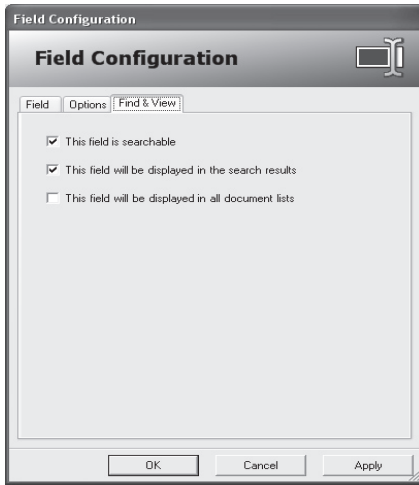 Field Configuration
Field Configuration
Field Options Find & View
This field is searchable
This field will be displayed in the search results
This field will be displayed in all document lists
OK Cancel Apply